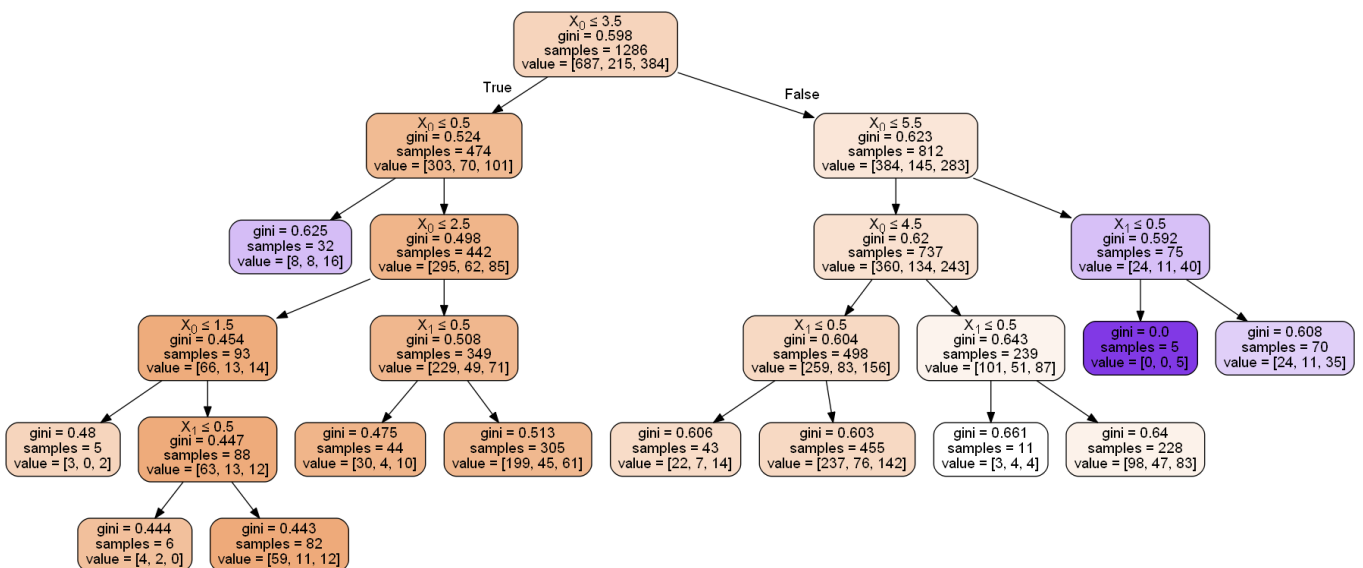 X₀ ≤ 3.5
gini = 0.598
samples = 1286
value = [687, 215, 384]
True
False
X₀ ≤ 0.5
gini = 0.524
samples = 474
value = [303, 70, 101]
X₀ ≤ 5.5
gini = 0.623
samples = 812
value = [384, 145, 283]
gini = 0.625
samples = 32
value = [8, 8, 16]
X₀ ≤ 2.5
gini = 0.498
samples = 442
value = [295, 62, 85]
X₀ ≤ 4.5
gini = 0.62
samples = 737
value = [360, 134, 243]
X₁ ≤ 0.5
gini = 0.592
samples = 75
value = [24, 11, 40]
X₀ ≤ 1.5
gini = 0.454
samples = 93
value = [66, 13, 14]
X₁ ≤ 0.5
gini = 0.508
samples = 349
value = [229, 49, 71]
X₁ ≤ 0.5
gini = 0.604
samples = 498
value = [259, 83, 156]
X₁ ≤ 0.5
gini = 0.643
samples = 239
value = [101, 51, 87]
gini = 0.0
samples = 5
value = [0, 0, 5]
gini = 0.608
samples = 70
value = [24, 11, 35]
gini = 0.48
samples = 5
value = [3, 0, 2]
X₁ ≤ 0.5
gini = 0.447
samples = 88
value = [63, 13, 12]
gini = 0.475
samples = 44
value = [30, 4, 10]
gini = 0.513
samples = 305
value = [199, 45, 61]
gini = 0.606
samples = 43
value = [22, 7, 14]
gini = 0.603
samples = 455
value = [237, 76, 142]
gini = 0.661
samples = 11
value = [3, 4, 4]
gini = 0.64
samples = 228
value = [98, 47, 83]
gini = 0.444
samples = 6
value = [4, 2, 0]
gini = 0.443
samples = 82
value = [59, 11, 12]